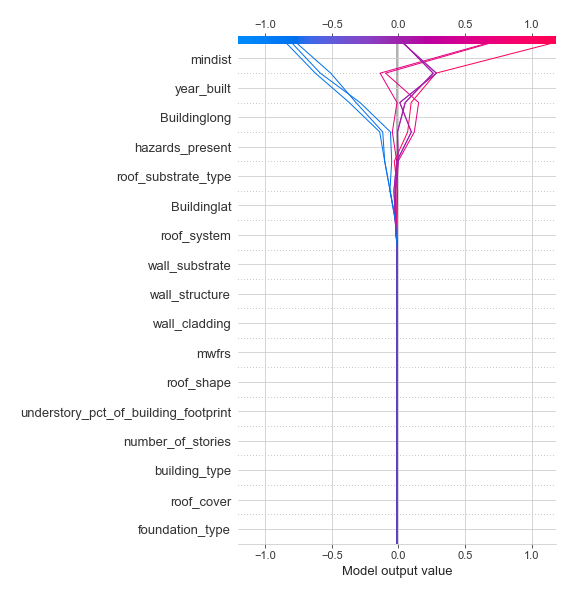 −1.0 −0.5 0.0 0.5 1.0
mindist
year_built
Buildinglong
hazards_present
roof_substrate_type
Buildinglat
roof_system
wall_substrate
wall_structure
wall_cladding
mwfrs
roof_shape
understory_pct_of_building_footprint
number_of_stories
building_type
roof_cover
foundation_type
−1.0 −0.5 0.0 0.5 1.0
Model output value